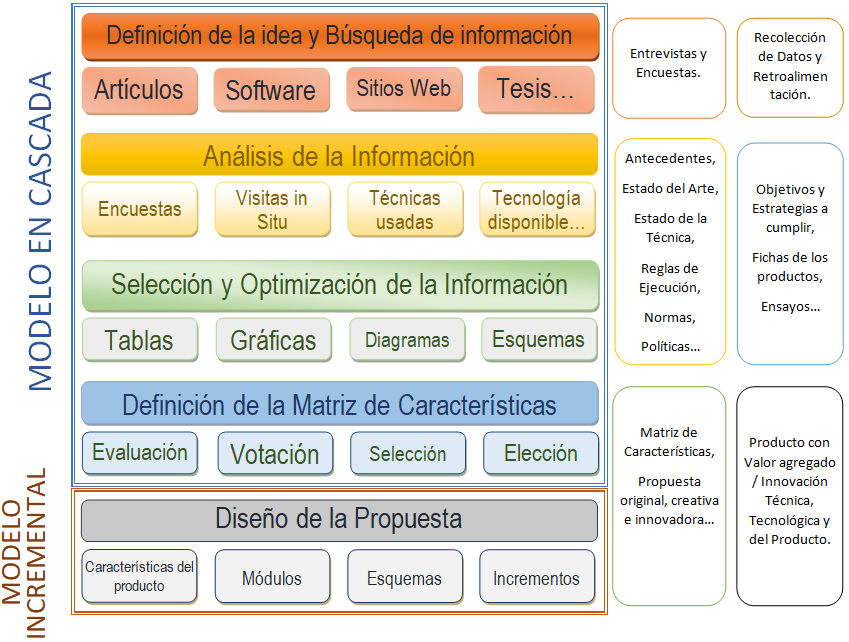 MODELO EN CASCADA
Definición de la idea y Búsqueda de información
Artículos
Software
Sitios Web
Tesis...
Análisis de la Información
Encuestas
Visitas in
Situ
Técnicas
usadas
Tecnología
disponible...
Selección y Optimización de la Información
Tablas
Gráficas
Diagramas
Esquemas
Definición de la Matriz de Características
Evaluación
Votación
Selección
Elección
MODELO
INCREMENTAL
Diseño de la Propuesta
Características del
producto
Módulos
Esquemas
Incrementos
Entrevistas y
Encuestas.
Recolección
de Datos y
Retroalimen
tación.
Antecedentes,
Estado del Arte,
Estado de la
Técnica,
Reglas de
Ejecución,
Normas,
Políticas...
Objetivos y
Estrategias a
cumplir,
Fichas de los
productos,
Ensayos...
Matriz de
Características,
Propuesta
original, creativa
e innovadora...
Producto con
Valor agregado
/ Innovación
Técnica,
Tecnológica y
del Producto.